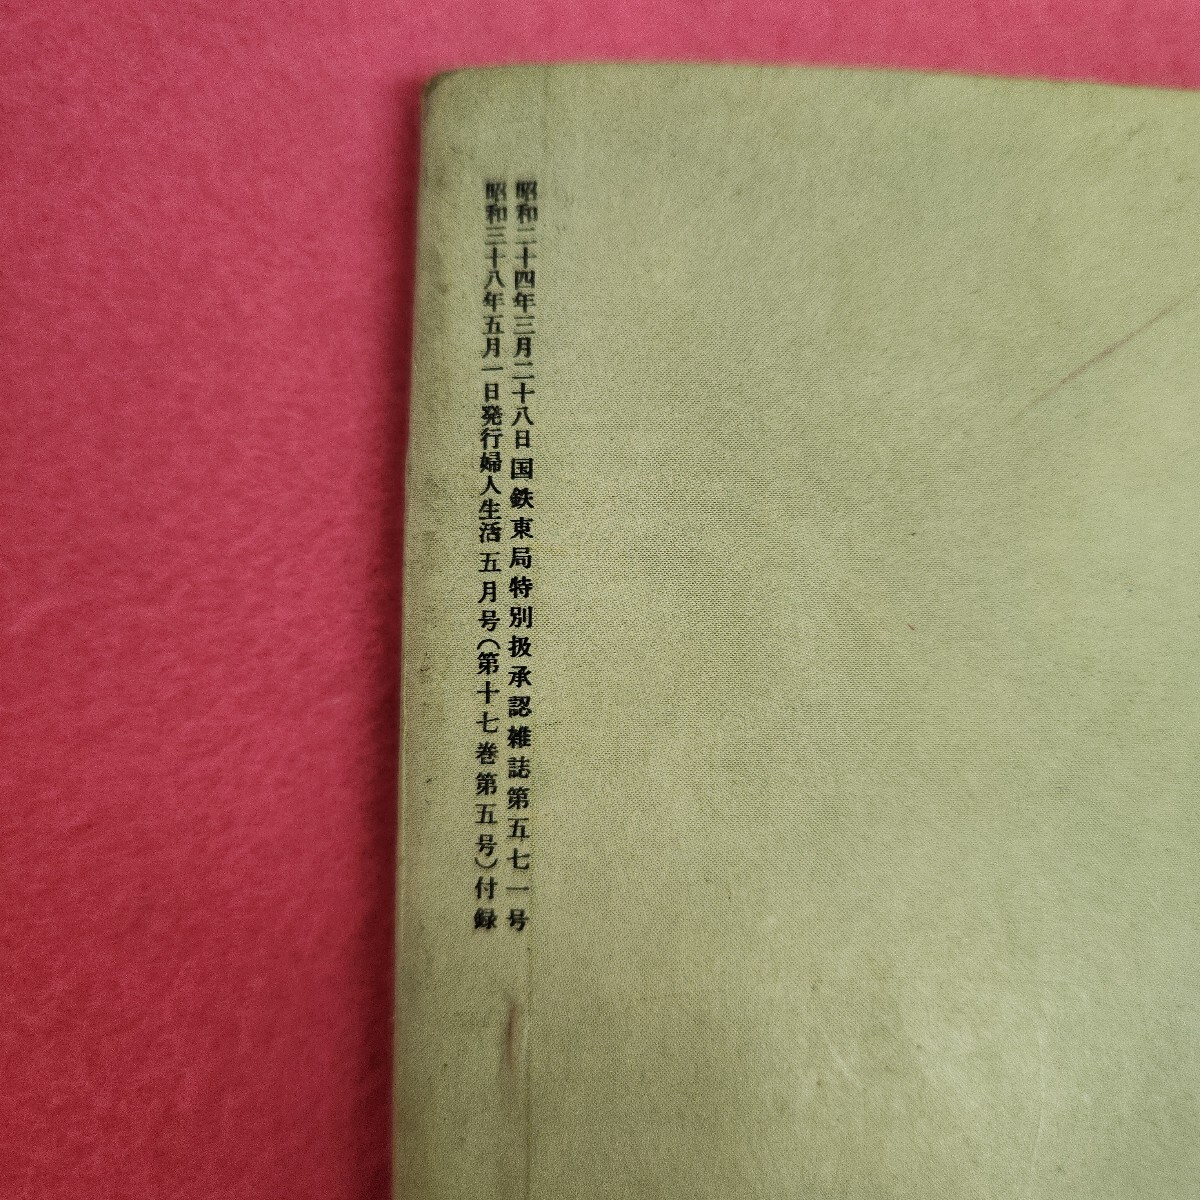 昭和二十四年三月二十八日国鉄東局特別扱承認雑誌第五七一号
昭和三十八年五月一日発行婦人生活五月号(第十七巻第五号)付録